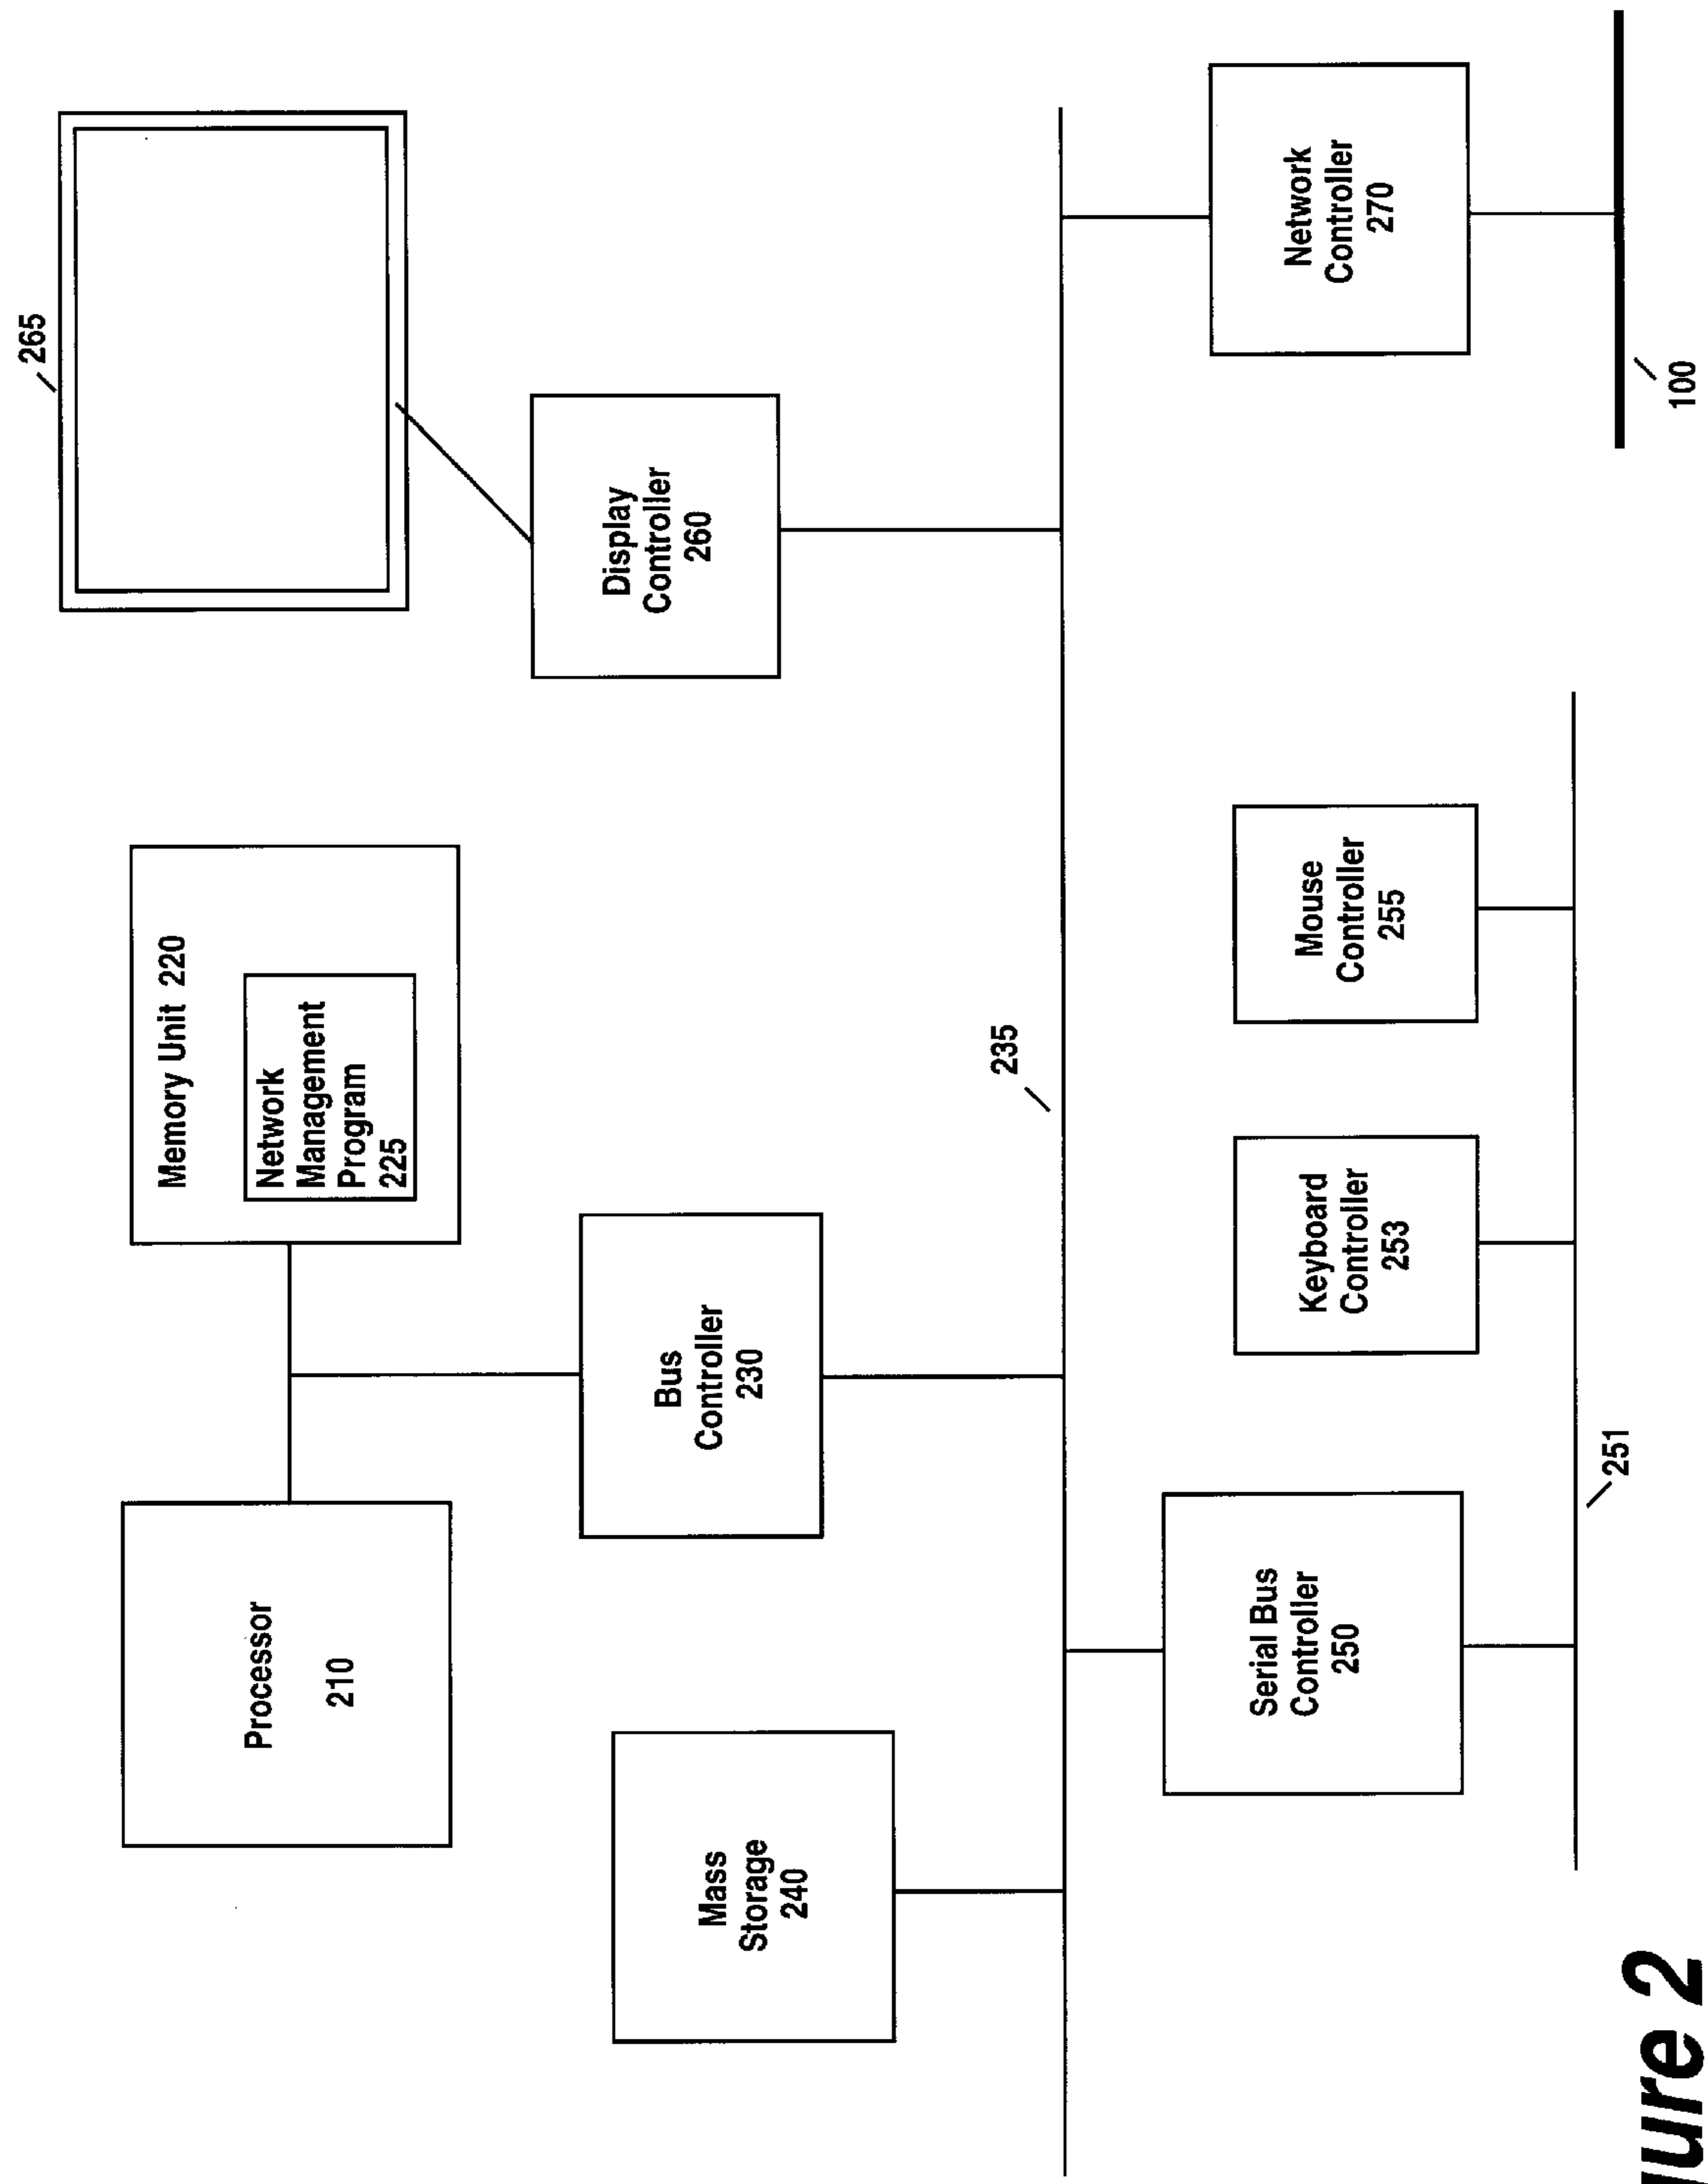 265
Processor
210
Memory Unit 220
Network
Management
Program
225
Display
Controller
260
Bus
Controller
230
Mass
Storage
240
235
Network
Controller
270
Serial Bus
Controller
250
Keyboard
Controller
253
Mouse
Controller
255
251
100
ure 2